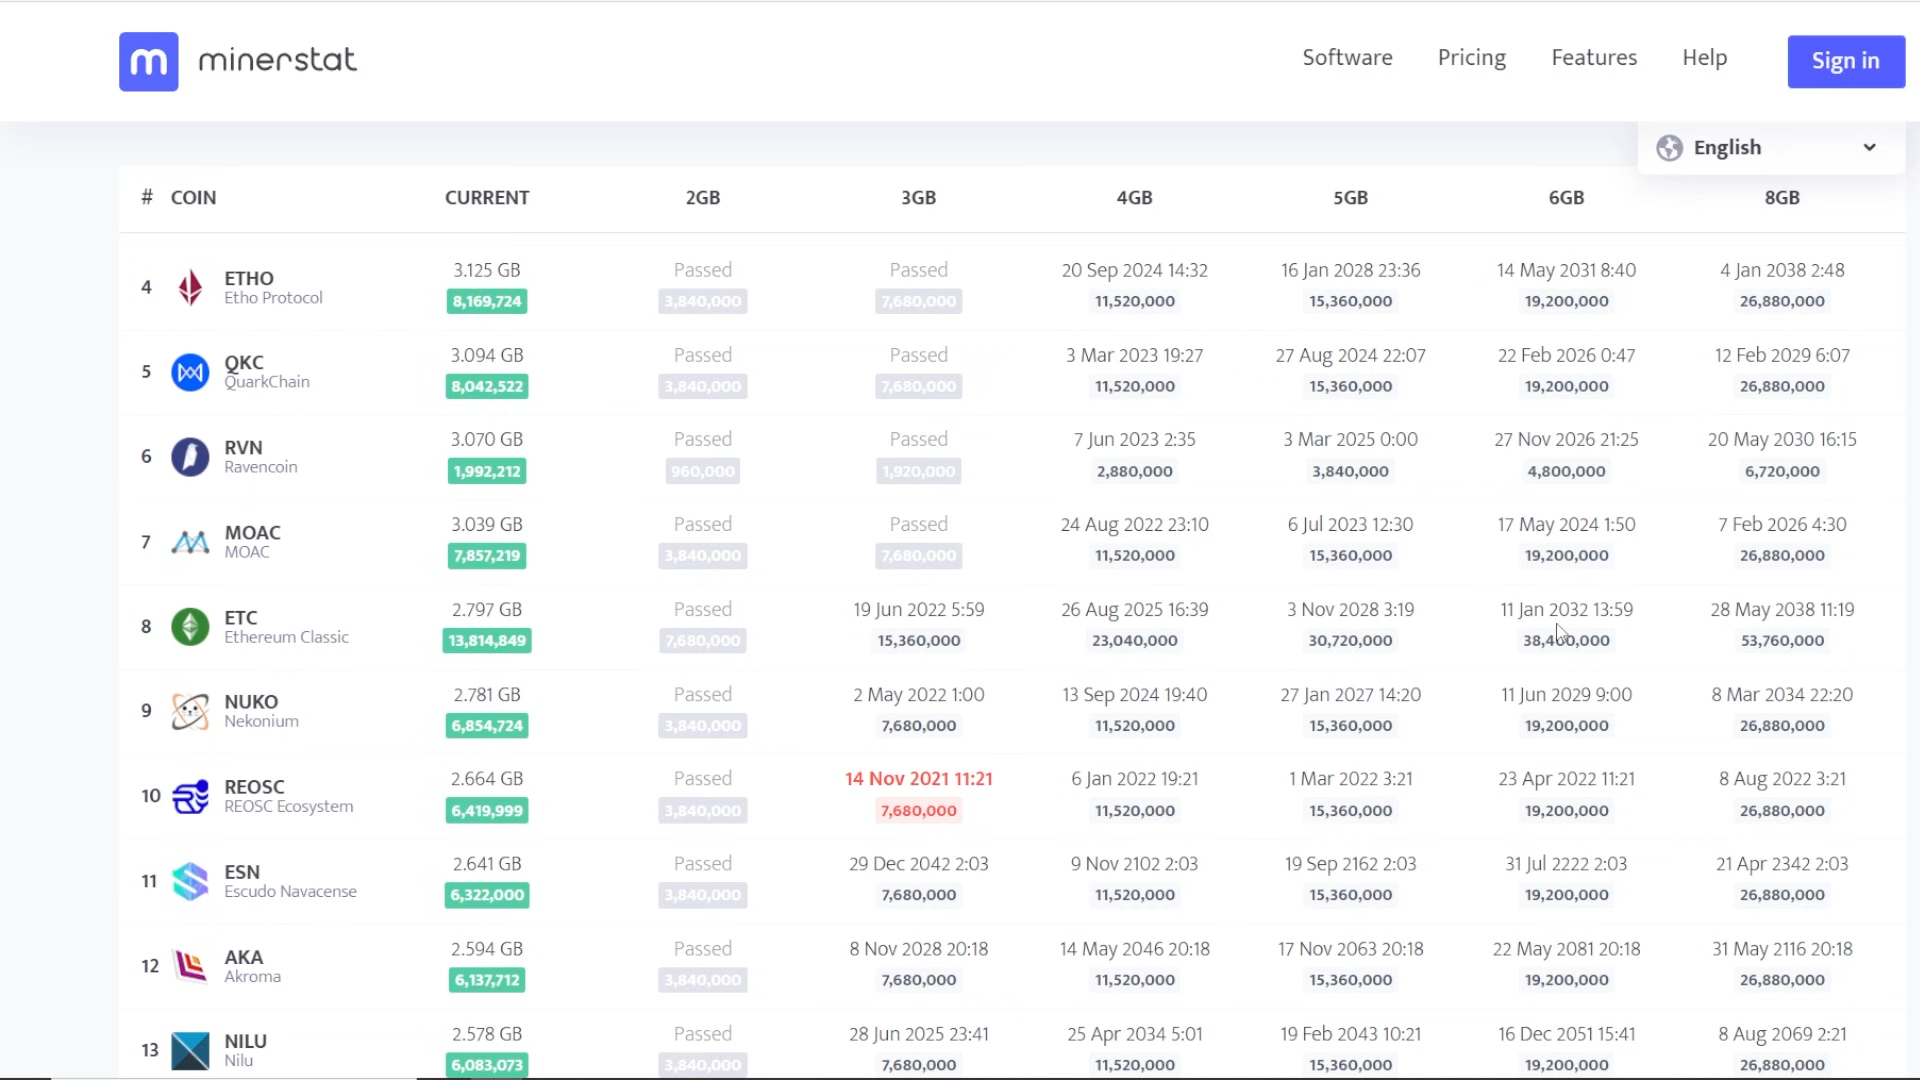 m minerstat Software Pricing Features Help Sign in
English
# COIN CURRENT 2GB 3GB 4GB 5GB 6GB 8GB
4 ETHO 3.125 GB Passed Passed 20 Sep 2024 14:32 16 Jan 2028 23:36 14 May 2031 8:40 4 Jan 2038 2:48
Etho Protocol 8,169,724 3,840,000 7,680,000 11,520,000 15,360,000 19,200,000 26,880,000
5 QKC 3.094 GB Passed Passed 3 Mar 2023 19:27 27 Aug 2024 22:07 22 Feb 2026 0:47 12 Feb 2029 6:07
QuarkChain 8,042,522 3,840,000 7,680,000 11,520,000 15,360,000 19,200,000 26,880,000
6 RVN 3.070 GB Passed Passed 7 Jun 2023 2:35 3 Mar 2025 0:00 27 Nov 2026 21:25 20 May 2030 16:15
Ravencoin 1,992,212 960,000 1,920,000 2,880,000 3,840,000 4,800,000 6,720,000
7 MOAC 3.039 GB Passed Passed 24 Aug 2022 23:10 6 Jul 2023 12:30 17 May 2024 1:50 7 Feb 2026 4:30
MOAC 7,857,219 3,840,000 7,680,000 11,520,000 15,360,000 19,200,000 26,880,000
8 ETC 2.797 GB Passed 19 Jun 2022 5:59 26 Aug 2025 16:39 3 Nov 2028 3:19 11 Jan 2032 13:59 28 May 2038 11:19
Ethereum Classic 13,814,849 7,680,000 15,360,000 23,040,000 30,720,000 38,400,000 53,760,000
9 NUKO 2.781 GB Passed 2 May 2022 1:00 13 Sep 2024 19:40 27 Jan 2027 14:20 11 Jun 2029 9:00 8 Mar 2034 22:20
Nekonium 6,854,724 3,840,000 7,680,000 11,520,000 15,360,000 19,200,000 26,880,000
10 REOSC 2.664 GB Passed 14 Nov 2021 11:21 6 Jan 2022 19:21 1 Mar 2022 3:21 23 Apr 2022 11:21 8 Aug 2022 3:21
REOSC Ecosystem 6,419,999 3,840,000 7,680,000 11,520,000 15,360,000 19,200,000 26,880,000
11 ESN 2.641 GB Passed 29 Dec 2042 2:03 9 Nov 2102 2:03 19 Sep 2162 2:03 31 Jul 2222 2:03 21 Apr 2342 2:03
Escudo Navacense 6,322,000 3,840,000 7,680,000 11,520,000 15,360,000 19,200,000 26,880,000
12 AKA 2.594 GB Passed 8 Nov 2028 20:18 14 May 2046 20:18 17 Nov 2063 20:18 22 May 2081 20:18 31 May 2116 20:18
Akroma 6,137,712 3,840,000 7,680,000 11,520,000 15,360,000 19,200,000 26,880,000
13 NILU 2.578 GB Passed 28 Jun 2025 23:41 25 Apr 2034 5:01 19 Feb 2043 10:21 16 Dec 2051 15:41 8 Aug 2069 2:21
Nilu 6,083,073 3,840,000 7,680,000 11,520,000 15,360,000 19,200,000 26,880,000